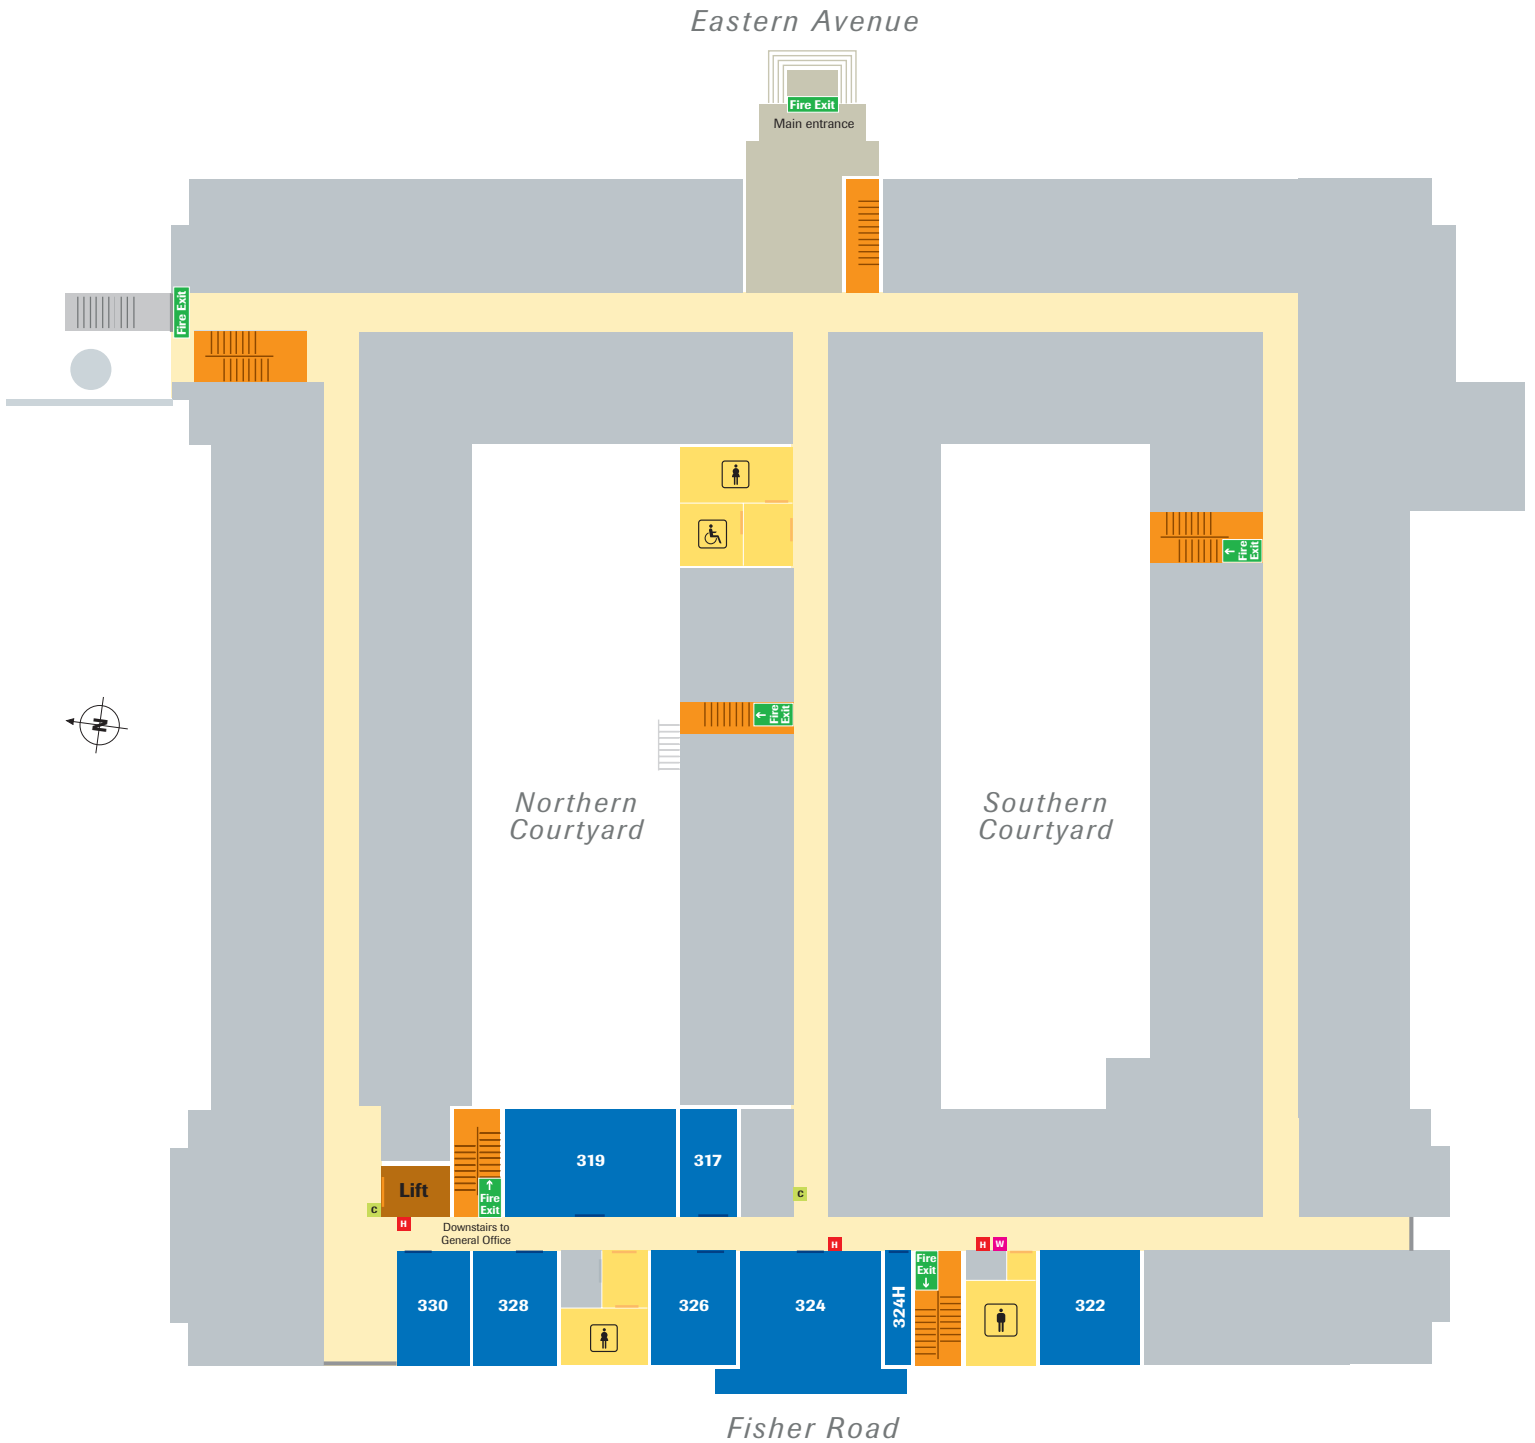 Eastern Avenue
Fire Exit
Main entrance
Fire Exit
←
Fire
Exit
N
←
Fire
Exit
Northern
Courtyard
Southern
Courtyard
319
317
Lift
↑
Fire
Exit
C
C
H
Downstairs to
General Office
H
H
W
Fire
Exit
↓
330
328
326
324
324H
322
Fisher Road